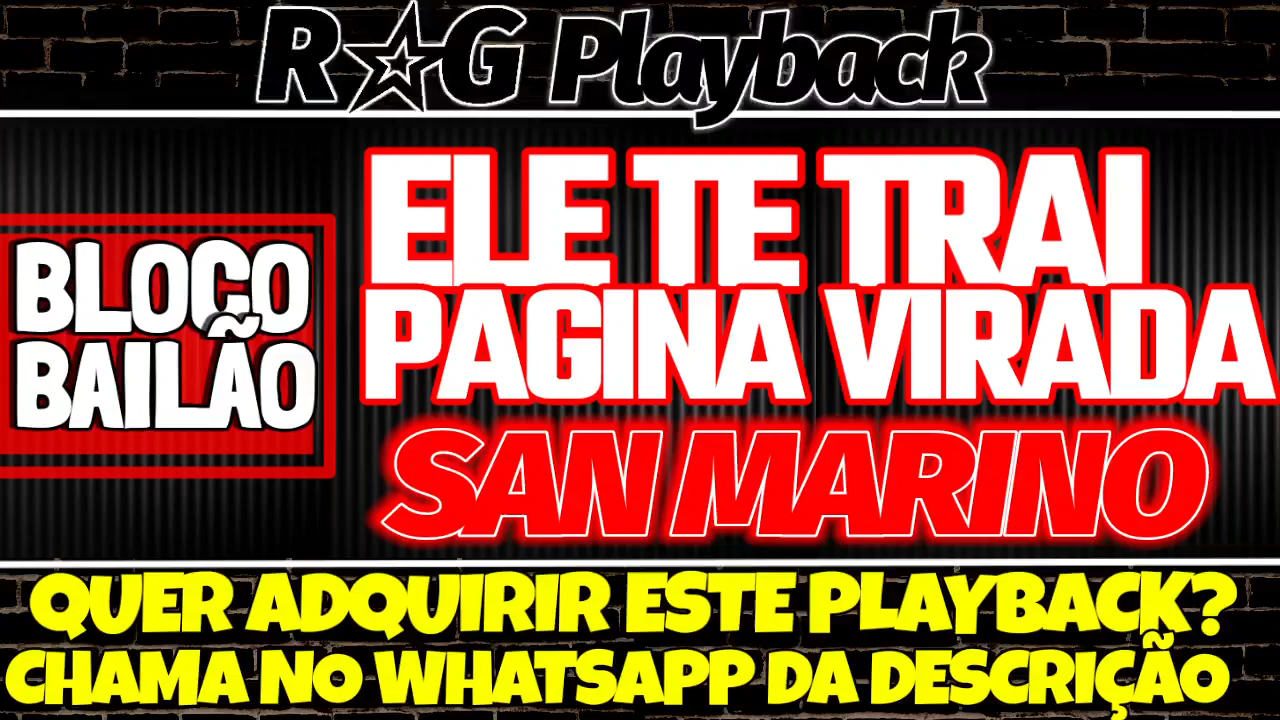 R☆G Playback
ELE TE TRAI
PAGINA VIRADA
BLOCO
BAILÃO
SAN MARINO
QUER ADQUIRIR ESTE PLAYBACK?
CHAMA NO WHATSAPP DA DESCRIÇÃO